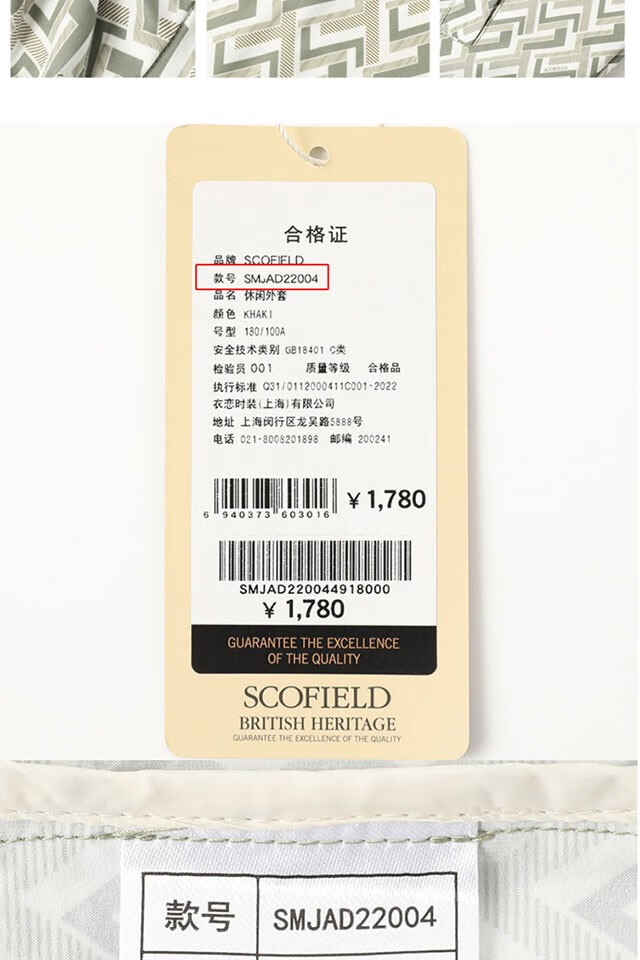 SCOFIELD
合格证
品牌 SCOFIELD
款号 SMJAD22004
品名 休闲外套
颜色 KHAKI
号型 180/100A
安全技术类别 GB18401 C类
检验员 001 质量等级 合格品
执行标准 Q31/0112000411C001-2022
衣恋时装(上海)有限公司
地址 上海闵行区龙吴路5888号
电话 021-8008201898 邮编 200241
¥ 1,780
6 940373 603016
SMJAD220044918000
¥ 1,780
GUARANTEE THE EXCELLENCE
OF THE QUALITY
SCOFIELD
BRITISH HERITAGE
GUARANTEE THE EXCELLENCE OF THE QUALITY
款号 SMJAD22004